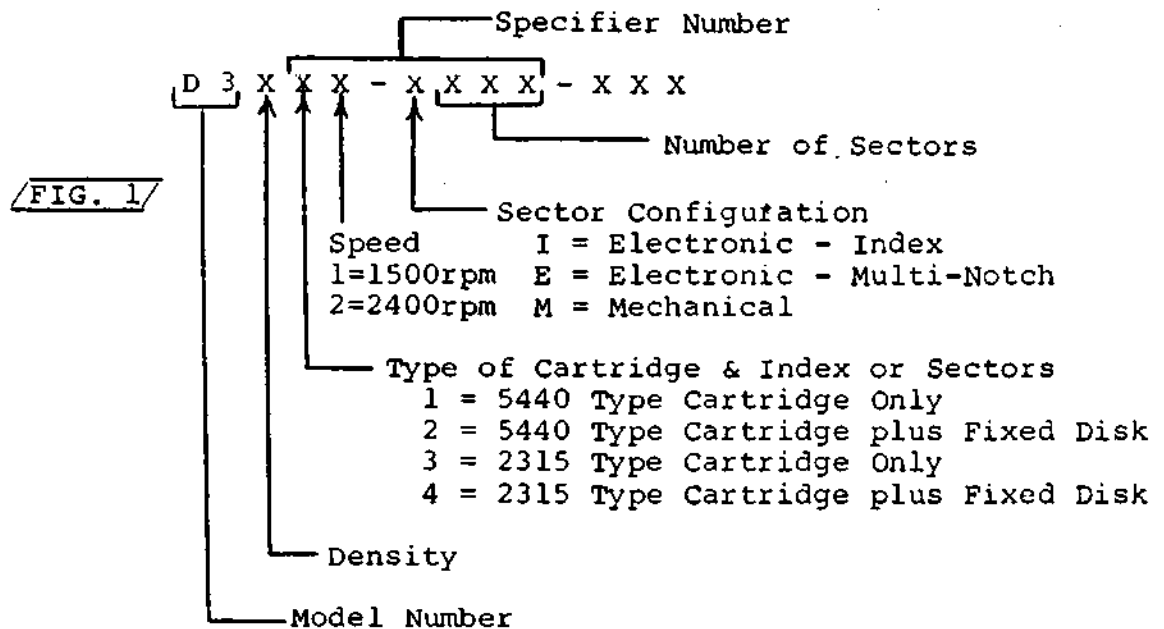 Specifier Number
D 3 X X X - X X X X - X X X
Number of Sectors
FIG. 1
Sector Configuration
Speed I = Electronic - Index
1=1500rpm E = Electronic - Multi-Notch
2=2400rpm M = Mechanical
Type of Cartridge & Index or Sectors
1 = 5440 Type Cartridge Only
2 = 5440 Type Cartridge plus Fixed Disk
3 = 2315 Type Cartridge Only
4 = 2315 Type Cartridge plus Fixed Disk
Density
Model Number